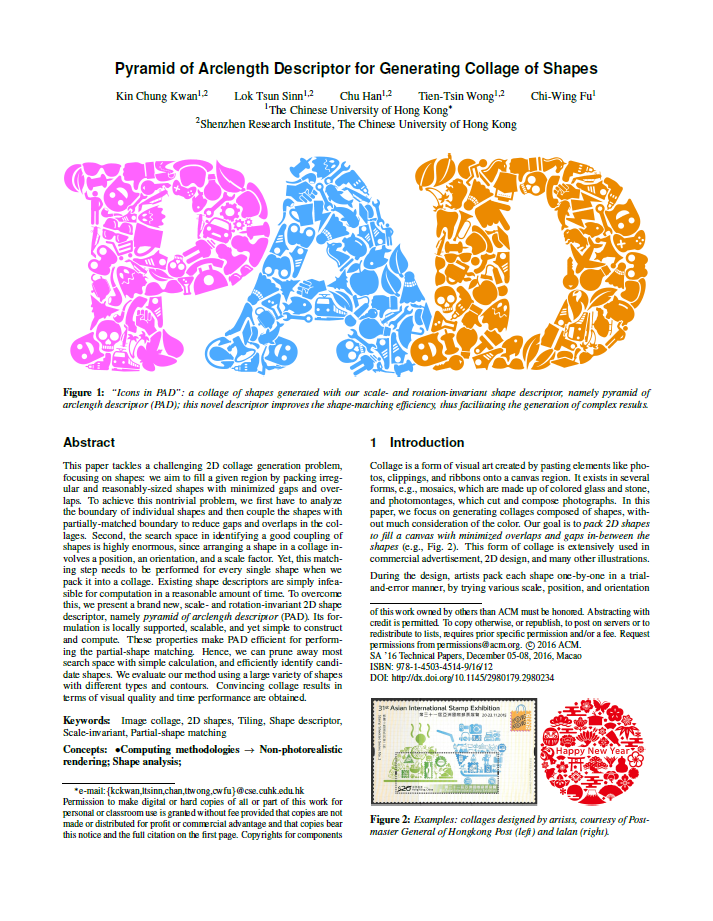 Pyramid of Arclength Descriptor for Generating Collage of Shapes
Kin Chung Kwan1,2 Lok Tsun Sinn1,2 Chu Han1,2 Tien-Tsin Wong1,2 Chi-Wing Fu1
1The Chinese University of Hong Kong*
2Shenzhen Research Institute, The Chinese University of Hong Kong
PAD
Figure 1: "Icons in PAD": a collage of shapes generated with our scale- and rotation-invariant shape descriptor, namely pyramid of
arclength descriptor (PAD); this novel descriptor improves the shape-matching efficiency, thus facilitating the generation of complex results.
Abstract
This paper tackles a challenging 2D collage generation problem,
focusing on shapes: we aim to fill a given region by packing irreg-
ular and reasonably-sized shapes with minimized gaps and over-
laps. To achieve this nontrivial problem, we first have to analyze
the boundary of individual shapes and then couple the shapes with
partially-matched boundary to reduce gaps and overlaps in the col-
lages. Second, the search space in identifying a good coupling of
shapes is highly enormous, since arranging a shape in a collage in-
volves a position, an orientation, and a scale factor. Yet, this match-
ing step needs to be performed for every single shape when we
pack it into a collage. Existing shape descriptors are simply infea-
sible for computation in a reasonable amount of time. To overcome
this, we present a brand new, scale- and rotation-invariant 2D shape
descriptor, namely pyramid of arclength descriptor (PAD). Its for-
mulation is locally supported, scalable, and yet simple to construct
and compute. These properties make PAD efficient for perform-
ing the partial-shape matching. Hence, we can prune away most
search space with simple calculation, and efficiently identify candi-
date shapes. We evaluate our method using a large variety of shapes
with different types and contours. Convincing collage results in
terms of visual quality and time performance are obtained.
Keywords: Image collage, 2D shapes, Tiling, Shape descriptor,
Scale-invariant, Partial-shape matching
Concepts: •Computing methodologies → Non-photorealistic
rendering; Shape analysis;
*e-mail:{kckwan,ltsinn,chan,ttwong,cwfu}@cse.cuhk.edu.hk
Permission to make digital or hard copies of all or part of this work for
personal or classroom use is granted without fee provided that copies are not
made or distributed for profit or commercial advantage and that copies bear
this notice and the full citation on the first page. Copyrights for components
1 Introduction
Collage is a form of visual art created by pasting elements like pho-
tos, clippings, and ribbons onto a canvas region. It exists in several
forms, e.g., mosaics, which are made up of colored glass and stone,
and photomontages, which cut and compose photographs. In this
paper, we focus on generating collages composed of shapes, with-
out much consideration of the color. Our goal is to pack 2D shapes
to fill a canvas with minimized overlaps and gaps in-between the
shapes (e.g., Fig. 2). This form of collage is extensively used in
commercial advertisement, 2D design, and many other illustrations.
During the design, artists pack each shape one-by-one in a trial-
and-error manner, by trying various scale, position, and orientation
of this work owned by others than ACM must be honored. Abstracting with
credit is permitted. To copy otherwise, or republish, to post on servers or to
redistribute to lists, requires prior specific permission and/or a fee. Request
permissions from permissions@acm.org. © 2016 ACM.
SA '16 Technical Papers, December 05-08, 2016, Macao
ISBN: 978-1-4503-4514-9/16/12
DOI: http://dx.doi.org/10.1145/2980179.2980234
31st Asian International Stamp Exhibition
Happy New Year
Figure 2: Examples: collages designed by artists, courtesy of Post-
master General of Hongkong Post (left) and lalan (right).